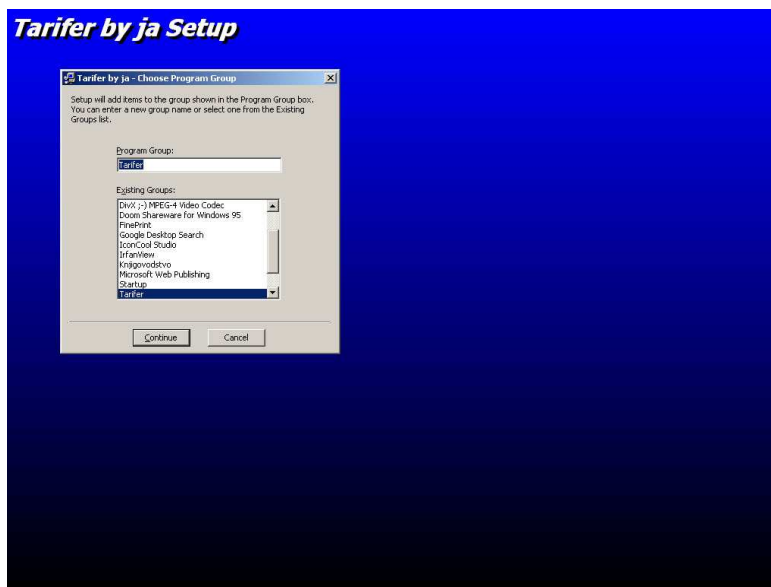 Tarifer by ja Setup
Tarifer by ja - Choose Program Group
Setup will add items to the group shown in the Program Group box.
You can enter a new group name or select one from the Existing
Groups list.
Program Group:
Tarifer
Existing Groups:
DivX ;-) MPEG-4 Video Codec
Doom Shareware for Windows 95
FinePrint
Google Desktop Search
IconCool Studio
IrfanView
Knjigovodstvo
Microsoft Web Publishing
Startup
Tarifer
Continue Cancel